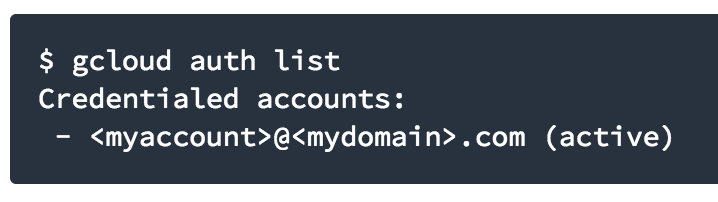 $ gcloud auth list
Credentialed accounts:
 - <myaccount>@<mydomain>.com (active)